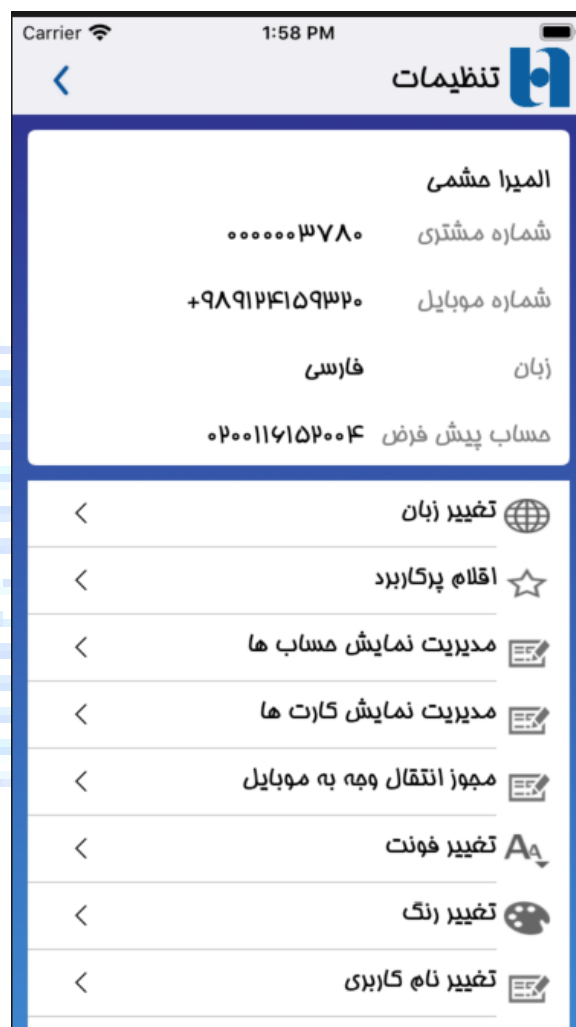 Carrier 1:58 PM
تنظیمات
المیرا حشمی
شماره مشتری ۰۰۰۰۰۰۳۷۸۰
شماره موبایل +۹۸۹۱۲۴۱۵۹۳۲۰
زبان فارسی
حساب پیش فرض ۰۲۰۰۱۱۶۱۵۲۰۰۴
تغییر زبان
اقلام پرکاربرد
مدیریت نمایش حساب ها
مدیریت نمایش کارت ها
مجوز انتقال وجه به موبایل
تغییر فونت
تغییر رنگ
تغییر نام کاربری